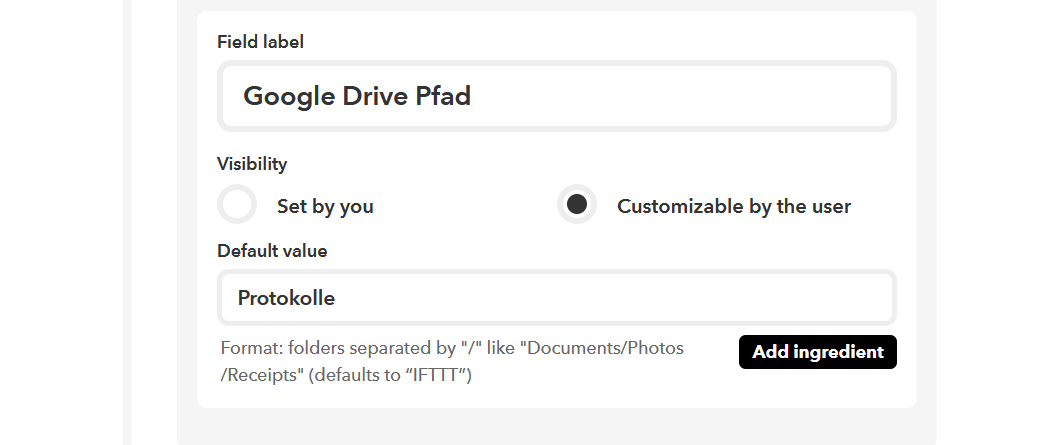 Field label
Google Drive Pfad
Visibility
Set by you
Customizable by the user
Default value
Protokolle
Format: folders separated by "/" like "Documents/Photos
/Receipts" (defaults to “IFTTT”)
Add ingredient